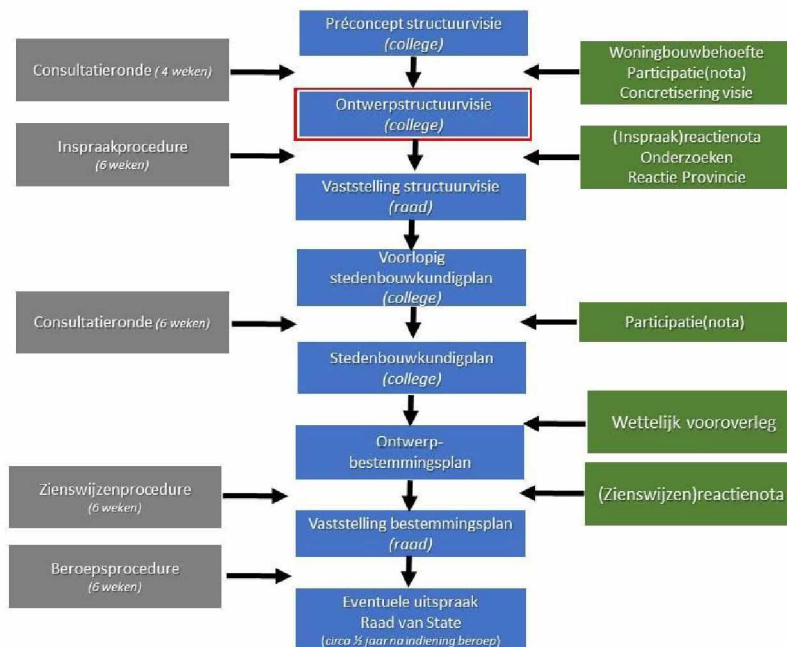 Préconcept structuurvisie
(college)
Consultatieronde (4 weken)
Woningbouwbehoefte
Participatie(nota)
Concretisering visie
Ontwerpstructuurvisie
(college)
Inspraakprocedure
(6 weken)
(Inspraak)reactienota
Onderzoeken
Reactie Provincie
Vaststelling structuurvisie
(raad)
Voorlopig
stedenbouwkundigplan
(college)
Consultatieronde (6 weken)
Participatie(nota)
Stedenbouwkundigplan
(college)
Wettelijk vooroverleg
Ontwerp-
bestemmingsplan
Zienswijzenprocedure
(6 weken)
(Zienswijzen)reactienota
Vaststelling bestemmingsplan
(raad)
Beroepsprocedure
(6 weken)
Eventuele uitspraak
Raad van State
(circa ½ jaar na indiening beroep)